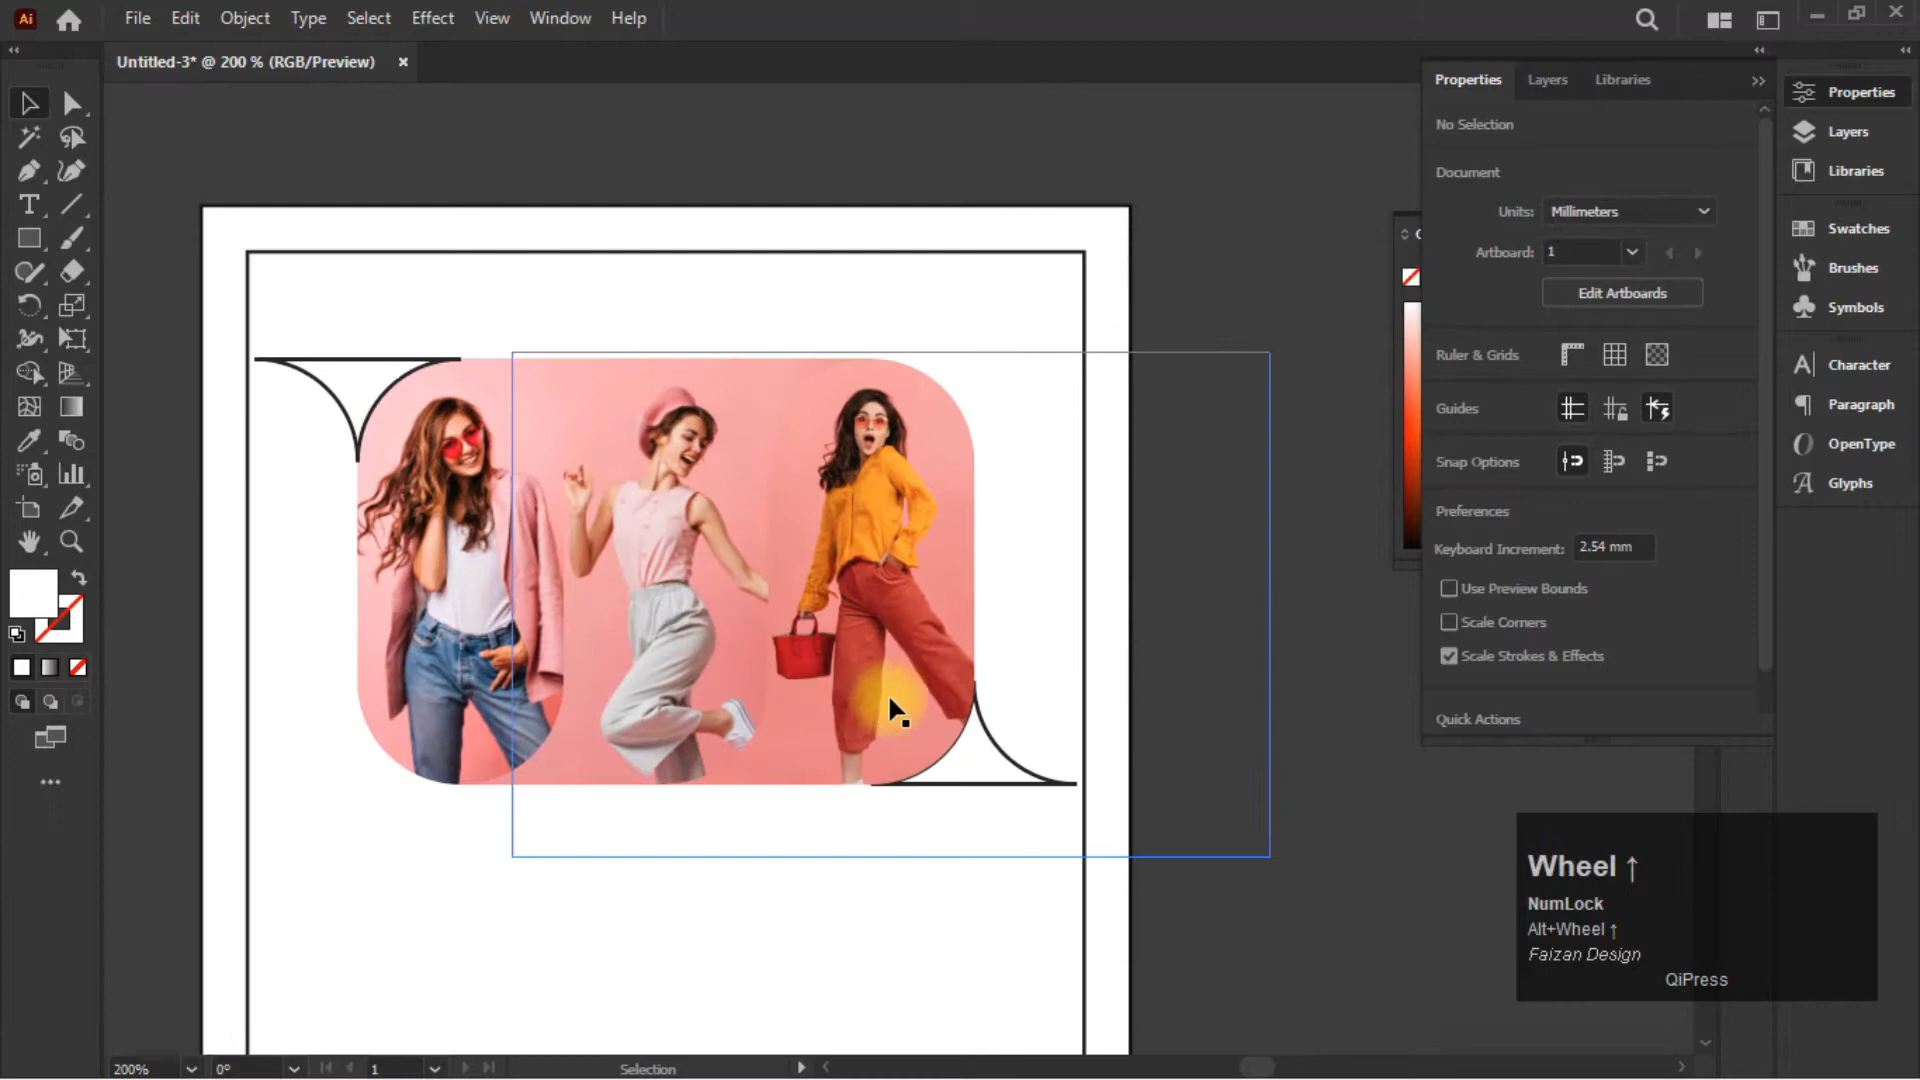 Ai
File Edit Object Type Select Effect View Window Help
Untitled-3* @ 200 % (RGB/Preview) ×
Properties Layers Libraries
No Selection
Document
Units: Millimeters
Artboard: 1
Edit Artboards
Ruler & Grids
Guides
Snap Options
Preferences
Keyboard Increment: 2.54 mm
Use Preview Bounds
Scale Corners
Scale Strokes & Effects
Quick Actions
Properties
Layers
Libraries
Swatches
Brushes
Symbols
Character
Paragraph
OpenType
Glyphs
Wheel ↑
NumLock
Alt+Wheel ↑
Faizan Design
QiPress
200% 0° 1 Selection